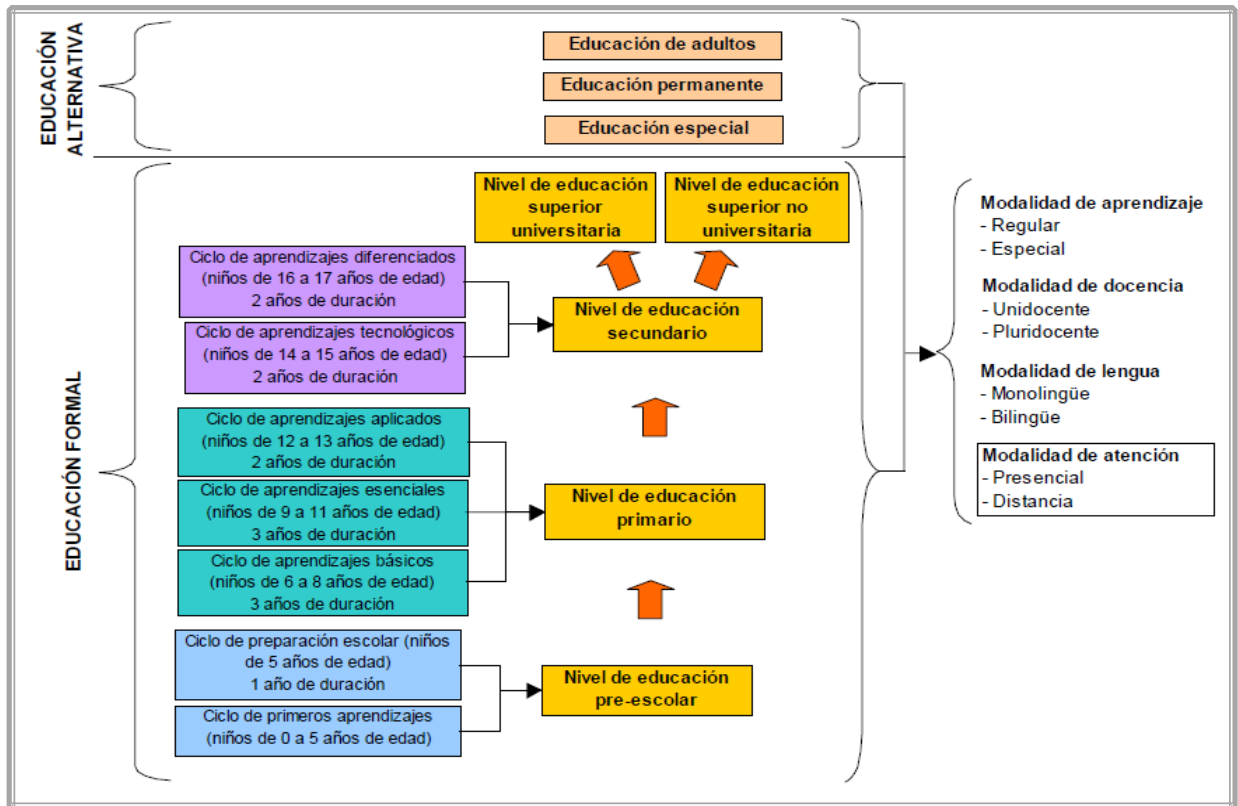 EDUCACIÓN
ALTERNATIVA
Educación de adultos
Educación permanente
Educación especial
EDUCACIÓN FORMAL
Nivel de educación
superior
universitaria
Nivel de educación
superior no
universitaria
Ciclo de aprendizajes diferenciados
(niños de 16 a 17 años de edad)
2 años de duración
Ciclo de aprendizajes tecnológicos
(niños de 14 a 15 años de edad)
2 años de duración
Nivel de educación
secundario
Ciclo de aprendizajes aplicados
(niños de 12 a 13 años de edad)
2 años de duración
Ciclo de aprendizajes esenciales
(niños de 9 a 11 años de edad)
3 años de duración
Ciclo de aprendizajes básicos
(niños de 6 a 8 años de edad)
3 años de duración
Nivel de educación
primario
Ciclo de preparación escolar (niños
de 5 años de edad)
1 año de duración
Ciclo de primeros aprendizajes
(niños de 0 a 5 años de edad)
Nivel de educación
pre-escolar
Modalidad de aprendizaje
- Regular
- Especial
Modalidad de docencia
- Unidocente
- Pluridocente
Modalidad de lengua
- Monolingüe
- Bilingüe
Modalidad de atención
- Presencial
- Distancia